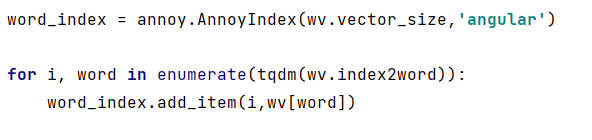 word_index = annoy.AnnoyIndex(wv.vector_size,'angular')
for i, word in enumerate(tqdm(wv.index2word)):
    word_index.add_item(i,wv[word])